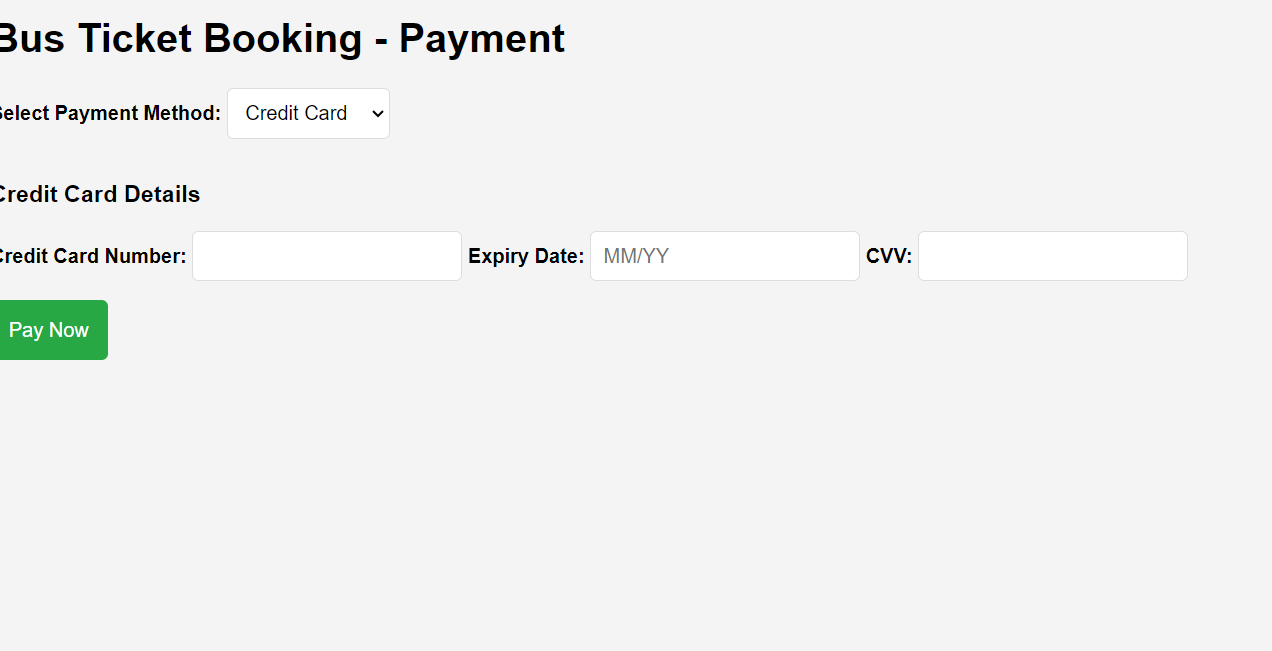 Bus Ticket Booking - Payment
Select Payment Method: Credit Card
Credit Card Details
Credit Card Number: Expiry Date: MM/YY CVV:
Pay Now